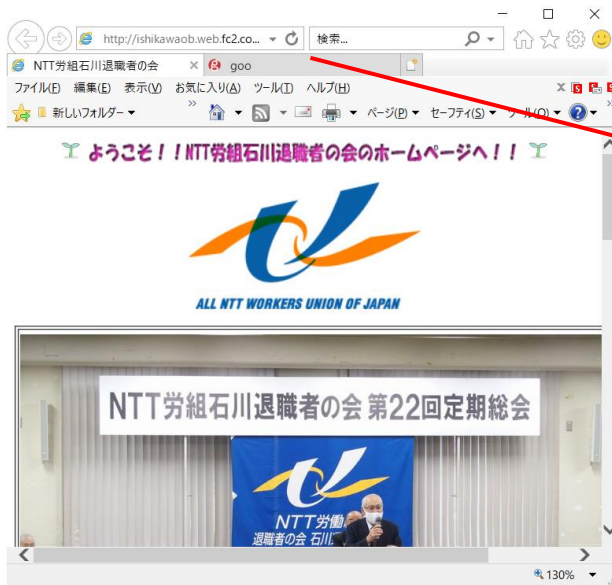 http://ishikawaob.web.fc2.co...
検索...
NTT労組石川退職者の会
goo
ファイル(F) 編集(E) 表示(V) お気に入り(A) ツール(T) ヘルプ(H)
新しいフォルダー
ページ(P) セーフティ(S) ツール(O)
ようこそ！！NTT労組石川退職者の会のホームページへ！！
ALL NTT WORKERS UNION OF JAPAN
NTT労組石川退職者の会 第22回定期総会
NTT労働
退職者の会 石川
130%